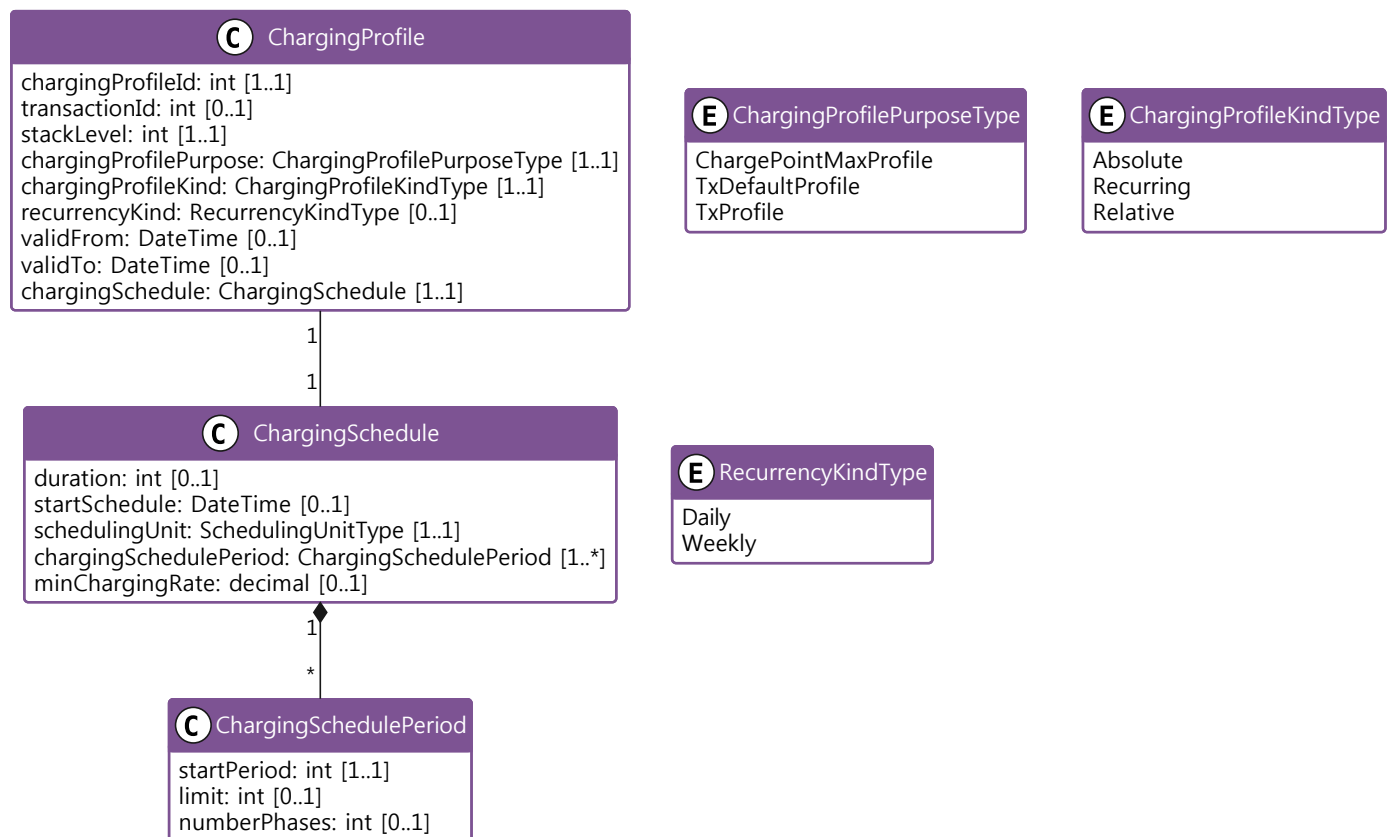 C ChargingProfile
chargingProfileId: int [1..1]
transactionId: int [0..1]
stackLevel: int [1..1]
chargingProfilePurpose: ChargingProfilePurposeType [1..1]
chargingProfileKind: ChargingProfileKindType [1..1]
recurrencyKind: RecurrencyKindType [0..1]
validFrom: DateTime [0..1]
validTo: DateTime [0..1]
chargingSchedule: ChargingSchedule [1..1]
E ChargingProfilePurposeType
ChargePointMaxProfile
TxDefaultProfile
TxProfile
E ChargingProfileKindType
Absolute
Recurring
Relative
1
1
C ChargingSchedule
duration: int [0..1]
startSchedule: DateTime [0..1]
schedulingUnit: SchedulingUnitType [1..1]
chargingSchedulePeriod: ChargingSchedulePeriod [1..*]
minChargingRate: decimal [0..1]
E RecurrencyKindType
Daily
Weekly
1
*
C ChargingSchedulePeriod
startPeriod: int [1..1]
limit: int [0..1]
numberPhases: int [0..1]